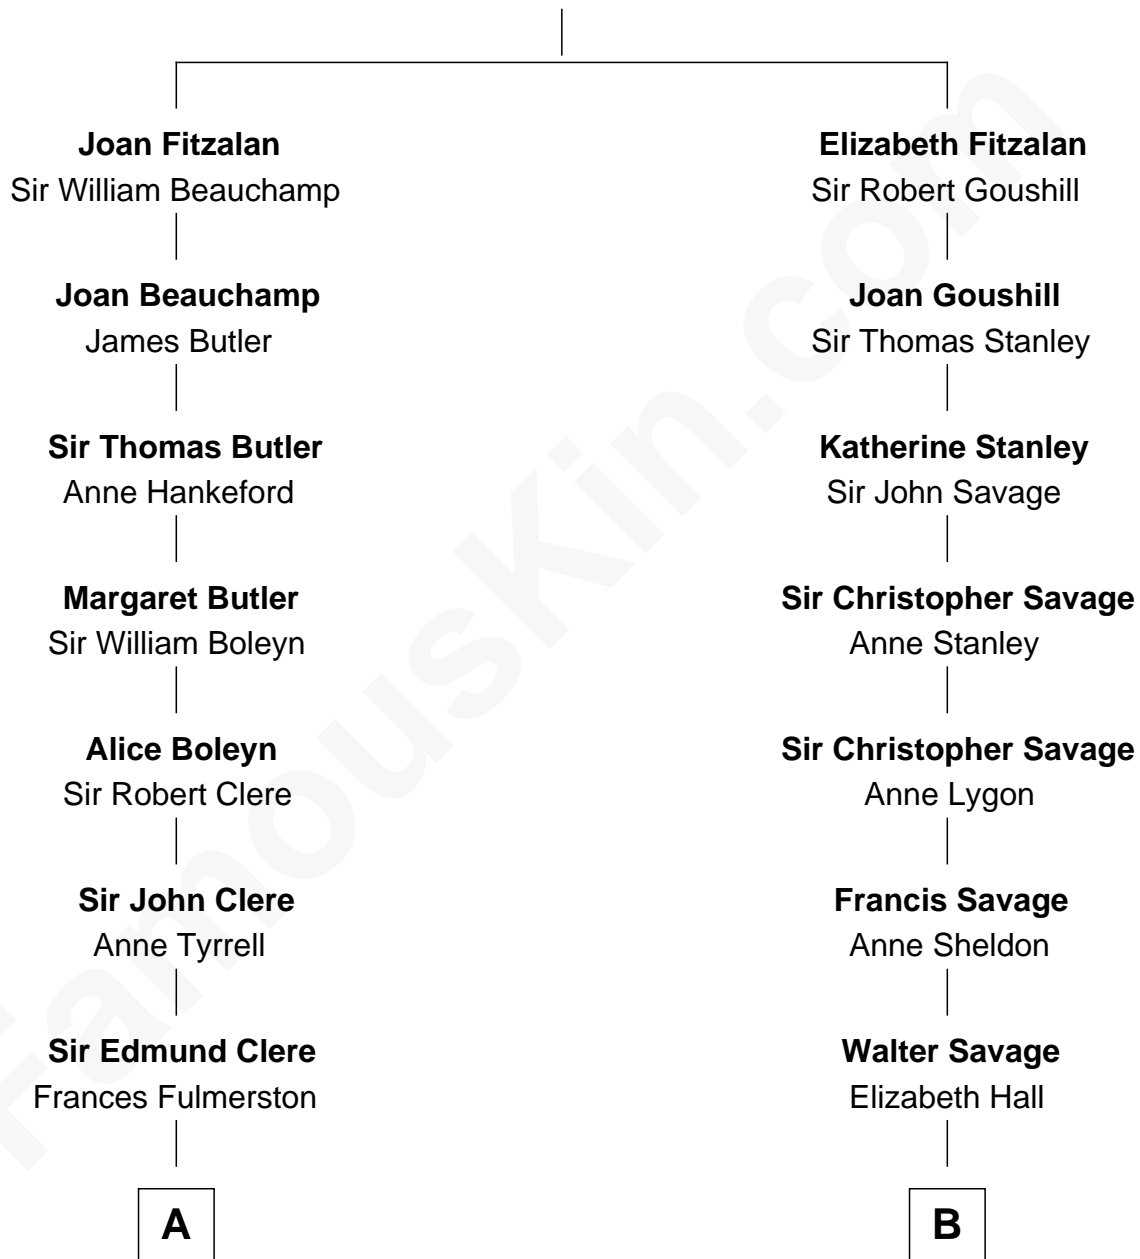 Joan Fitzalan
Sir William Beauchamp
Joan Beauchamp
James Butler
Sir Thomas Butler
Anne Hankeford
Margaret Butler
Sir William Boleyn
Alice Boleyn
Sir Robert Clere
Sir John Clere
Anne Tyrrell
Sir Edmund Clere
Frances Fulmerston
A
Elizabeth Fitzalan
Sir Robert Goushill
Joan Goushill
Sir Thomas Stanley
Katherine Stanley
Sir John Savage
Sir Christopher Savage
Anne Stanley
Sir Christopher Savage
Anne Lygon
Francis Savage
Anne Sheldon
Walter Savage
Elizabeth Hall
B
FamousKin.com